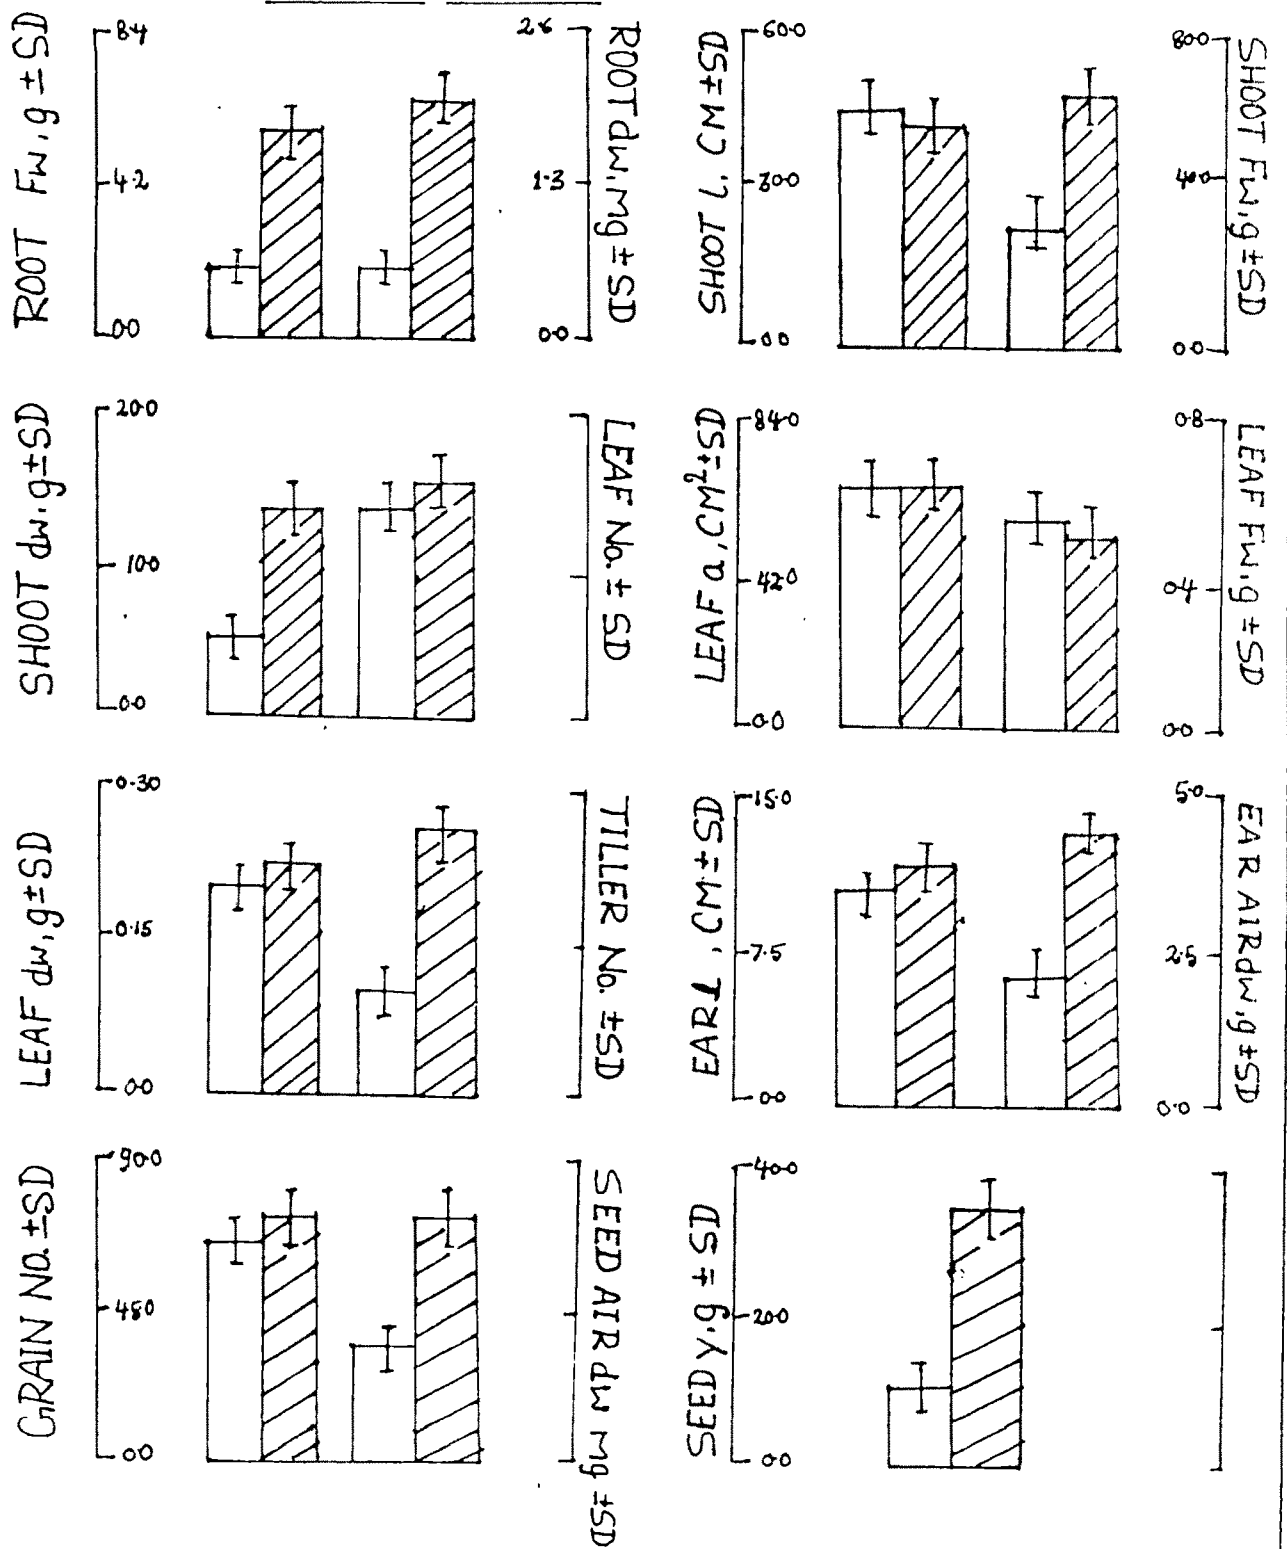 ROOT FW, g ± SD
8.4
4.2
0.0
2.6
1.3
0.0
ROOT dw, mg ± SD
SHOOT L. CM ± SD
60.0
30.0
0.0
80.0
40.0
0.0
SHOOT FW, g ± SD
SHOOT dw, g ± SD
20.0
10.0
0.0
LEAF No. ± SD
LEAF a, CM² ± SD
84.0
42.0
0.0
0.8
0.4
0.0
LEAF FW, g ± SD
LEAF dw, g ± SD
0.30
0.15
0.0
TILLER No. ± SD
EAR l, CM ± SD
15.0
7.5
0.0
5.0
2.5
0.0
EAR AIR dw, g ± SD
GRAIN No. ± SD
90.0
45.0
0.0
SEED AIR dw mg ± SD
SEED y, g ± SD
40.0
20.0
0.0